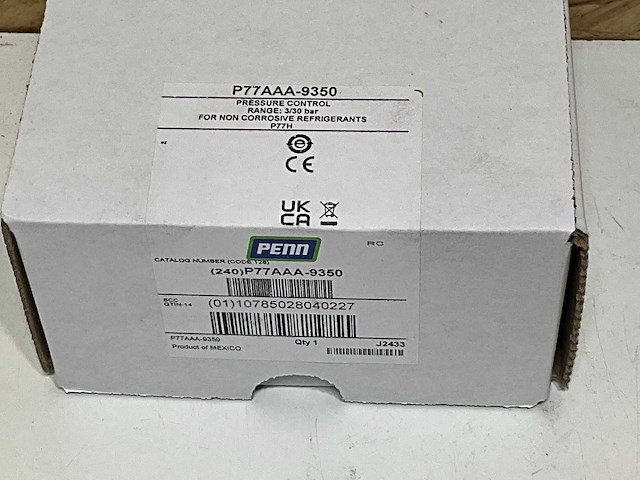 P77AAA-9350
PRESSURE CONTROL
RANGE: 3/30 bar
FOR NON CORROSIVE REFRIGERANTS
P77H
CE
UK
CA
PENN
RC
CATALOG NUMBER (CODE 128)
(240)P77AAA-9350
SCC
GTIN-14
(01)10785028040227
P77AAA-9350
Qty 1
J2433
Product of MEXICO